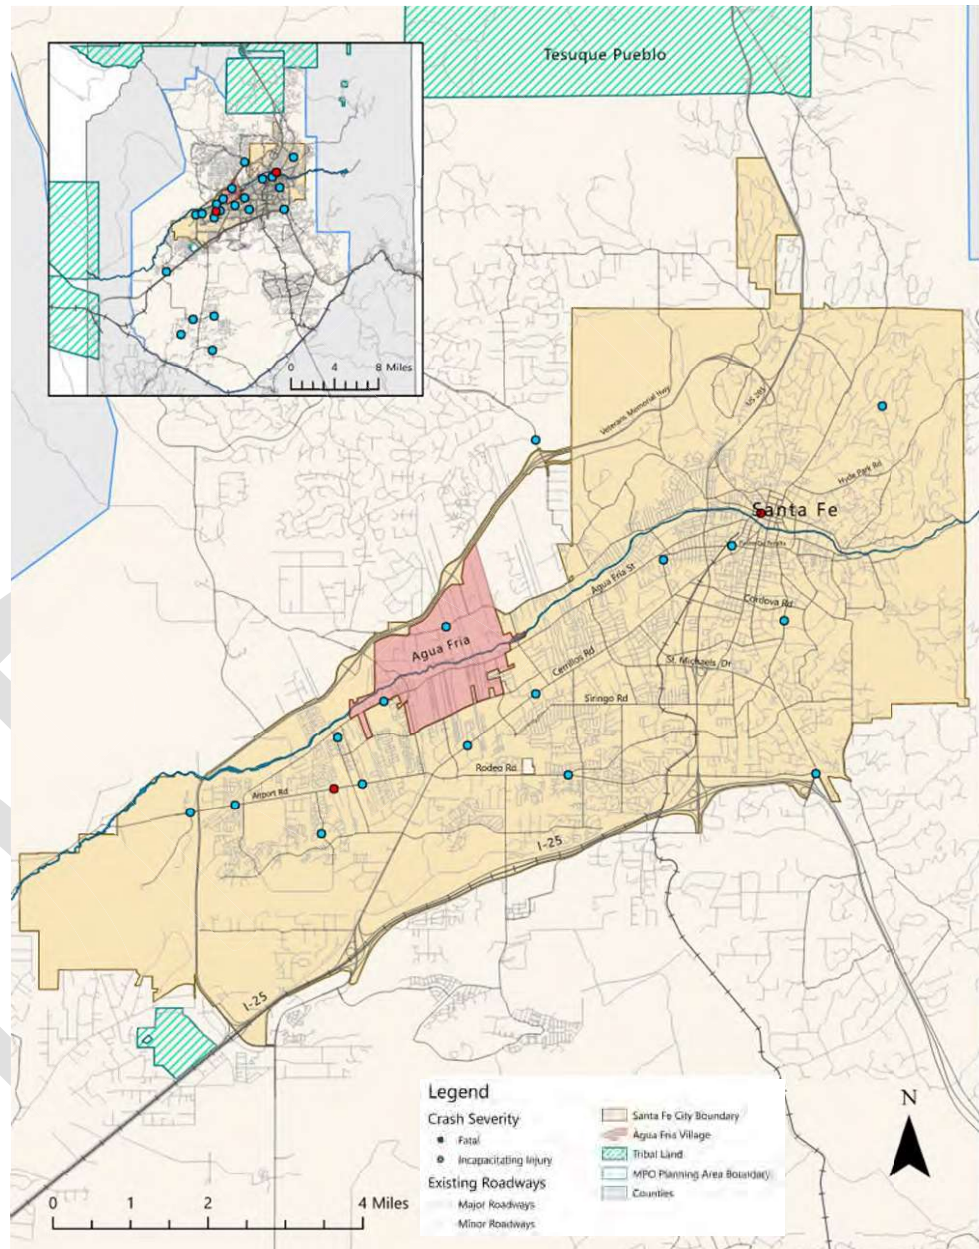 Tesuque Pueblo
0 4 8 Miles
Veterans Memorial Hwy
US 285
Hyde Park Rd
Santa Fe
Agua Fria St
Cordova Rd
Agua Fria
Cerrillos Rd
St. Michaels Dr
Siringo Rd
Rodeo Rd
Airport Rd
I-25
I-25
Legend
Crash Severity
Fatal
Incapacitating Injury
Existing Roadways
Major Roadways
Minor Roadways
Santa Fe City Boundary
Agua Fria Village
Tribal Land
MPO Planning Area Boundary
Counties
N
0 2 4 Miles